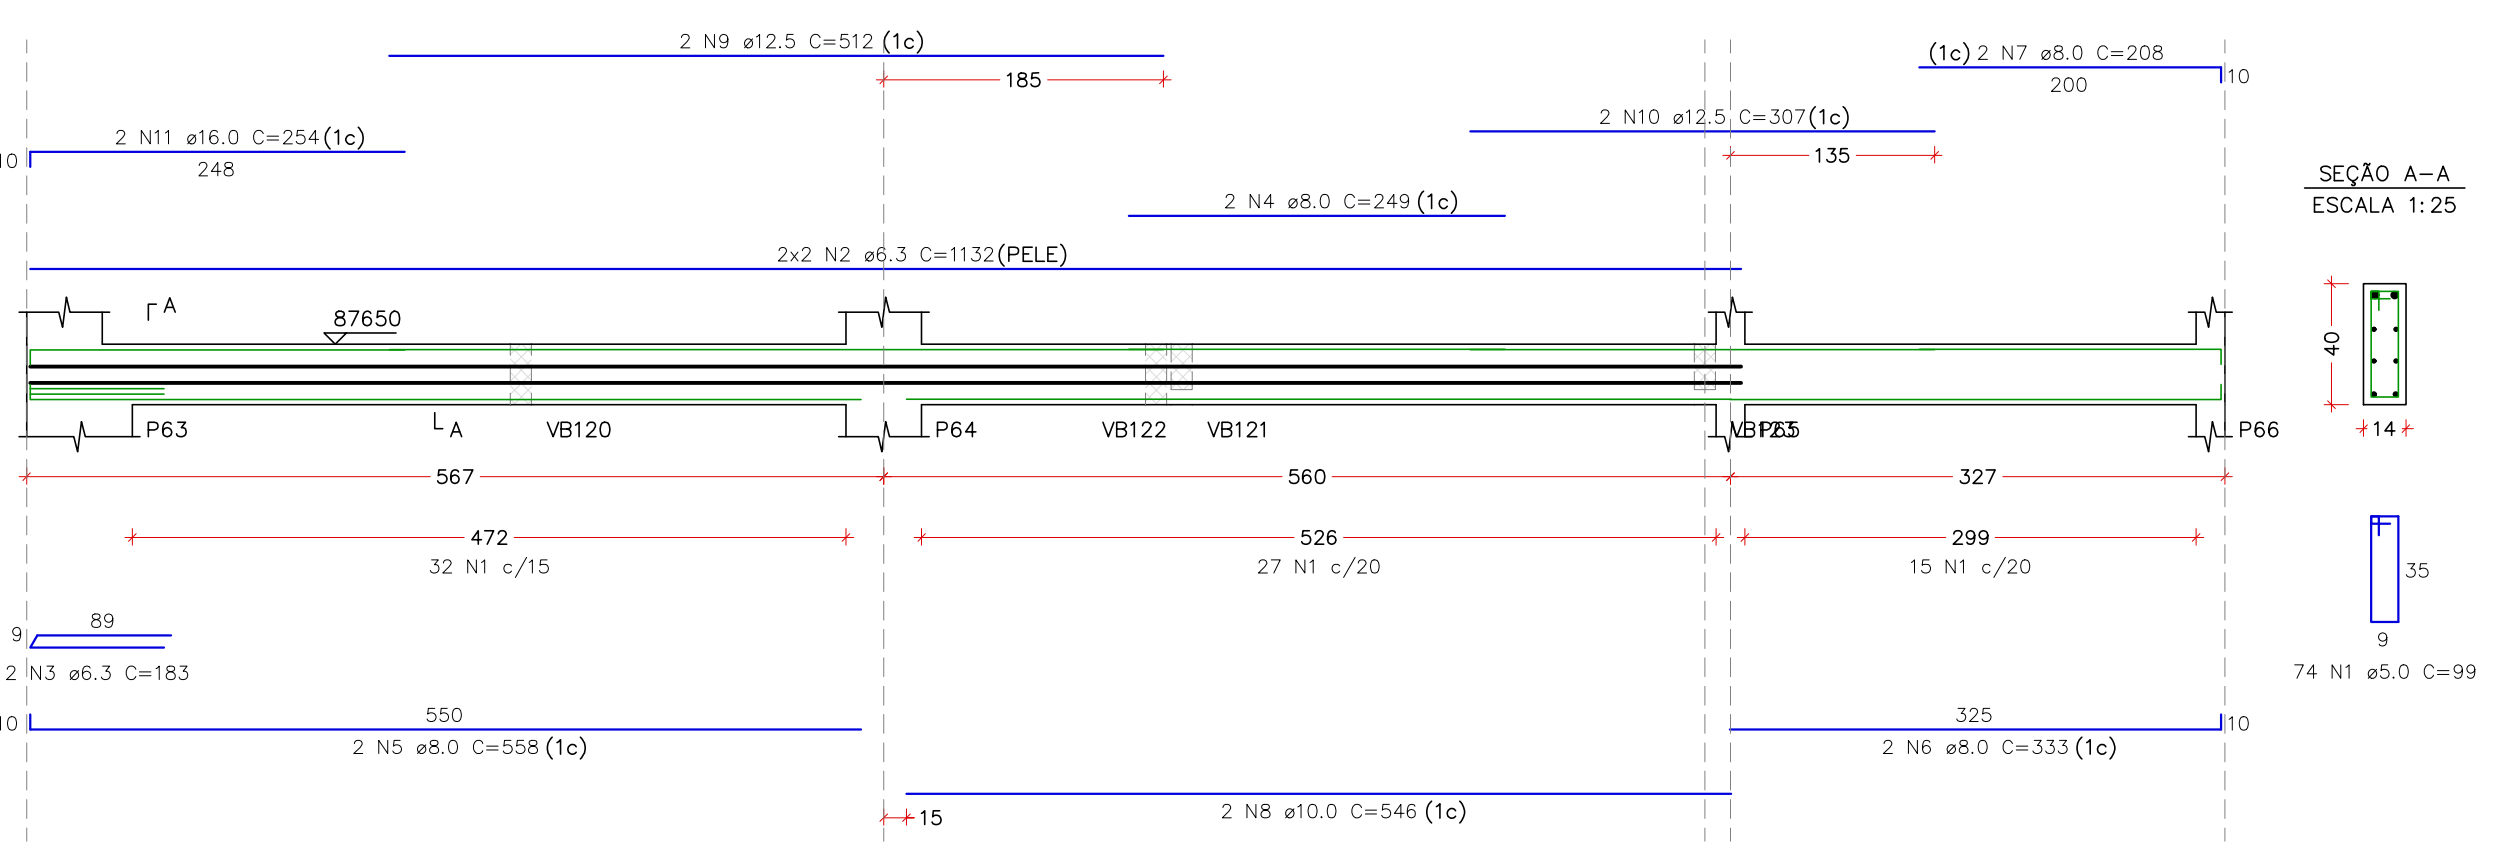 2 N9 ø12.5 C=512 (1c)
185
(1c) 2 N7 ø8.0 C=208
200
10
2 N10 ø12.5 C=307 (1c)
135
2 N11 ø16.0 C=254 (1c)
10
248
2 N4 ø8.0 C=249 (1c)
2x2 N2 ø6.3 C=1132 (PELE)
SEÇÃO A-A
ESCALA 1:25
A
87650
40
14
A
P63
VB120
P64
VB122
VB121
VB123
P65
P66
567
560
327
472
526
299
32 N1 c/15
27 N1 c/20
15 N1 c/20
35
9
74 N1 ø5.0 C=99
89
9
2 N3 ø6.3 C=183
10
550
2 N5 ø8.0 C=558 (1c)
325
10
2 N6 ø8.0 C=333 (1c)
2 N8 ø10.0 C=546 (1c)
15